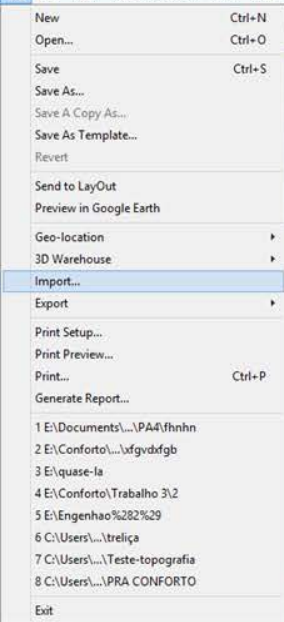 New Ctrl+N
Open... Ctrl+O
Save Ctrl+S
Save As...
Save A Copy As...
Save As Template...
Revert
Send to LayOut
Preview in Google Earth
Geo-location
3D Warehouse
Import...
Export
Print Setup...
Print Preview...
Print... Ctrl+P
Generate Report...
1 E:\Documents\...\PA4\fhnhn
2 E:\Conforto\...\xfgvdxfgb
3 E:\quase-la
4 E:\Conforto\Trabalho 3\2
5 E:\Engenhao%282%29
6 C:\Users\...\treliça
7 C:\Users\...\Teste-topografia
8 C:\Users\...\PRA CONFORTO
Exit